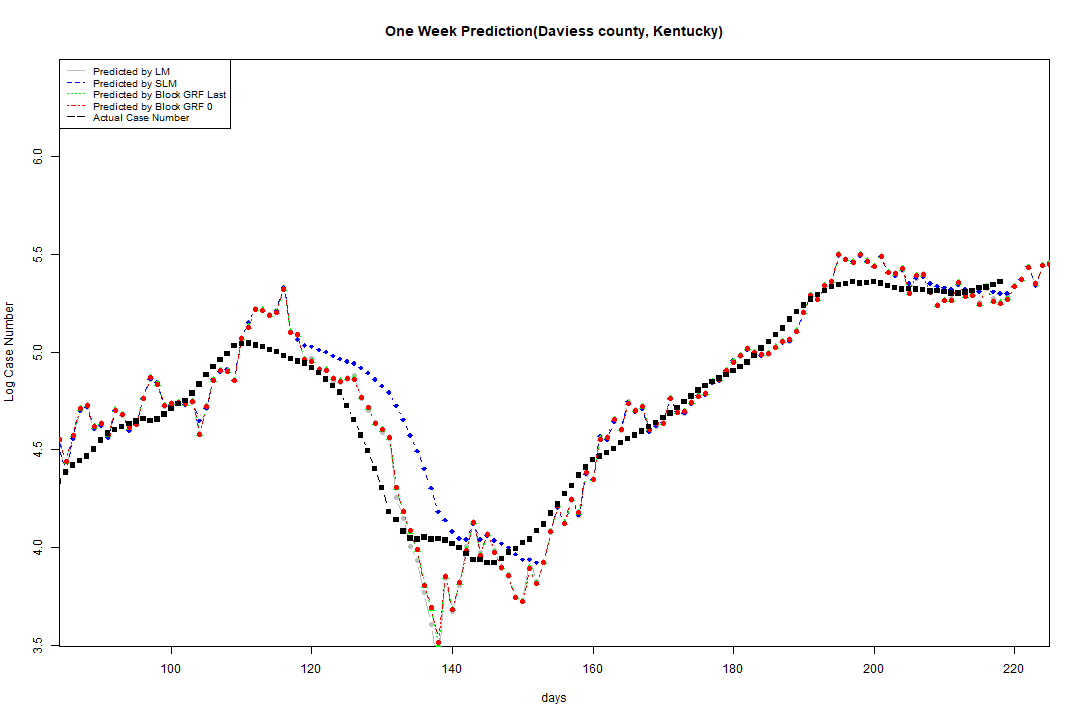 One Week Prediction(Daviess county, Kentucky)
Predicted by LM
Predicted by SLM
Predicted by Block GRF Last
Predicted by Block GRF 0
Actual Case Number
6.0
5.5
5.0
4.5
4.0
3.5
Log Case Number
100 120 140 160 180 200 220
days